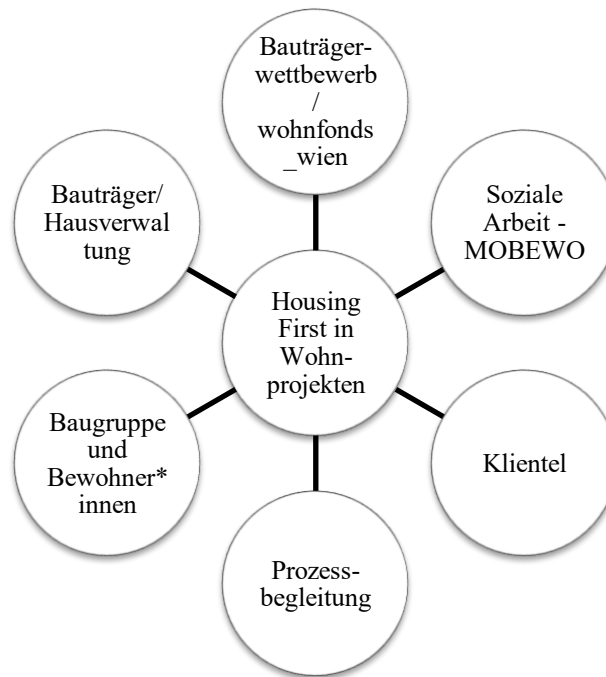 Bauträger-
wettbewerb
/
wohnfonds
_wien
Soziale
Arbeit -
MOBEWO
Klientel
Prozess-
begleitung
Baugruppe
und
Bewohner*
innen
Bauträger/
Hausverwal
tung
Housing
First in
Wohn-
projekten